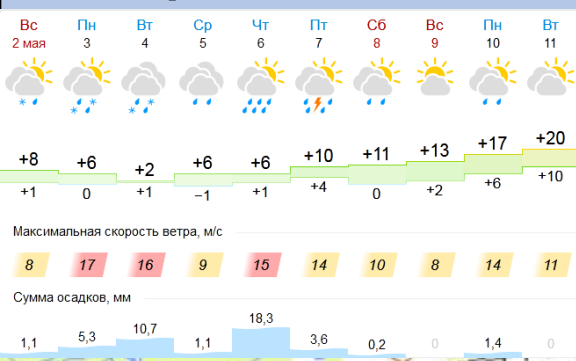 Вс Пн Вт Ср Чт Пт Сб Вс Пн Вт
2 мая 3 4 5 6 7 8 9 10 11
+8 +6 +2 +6 +6 +10 +11 +13 +17 +20
+1 0 +1 −1 +1 +4 0 +2 +6 +10
Максимальная скорость ветра, м/с
8 17 16 9 15 14 10 8 14 11
Сумма осадков, мм
1,1 5,3 10,7 1,1 18,3 3,6 0,2 0 1,4 0